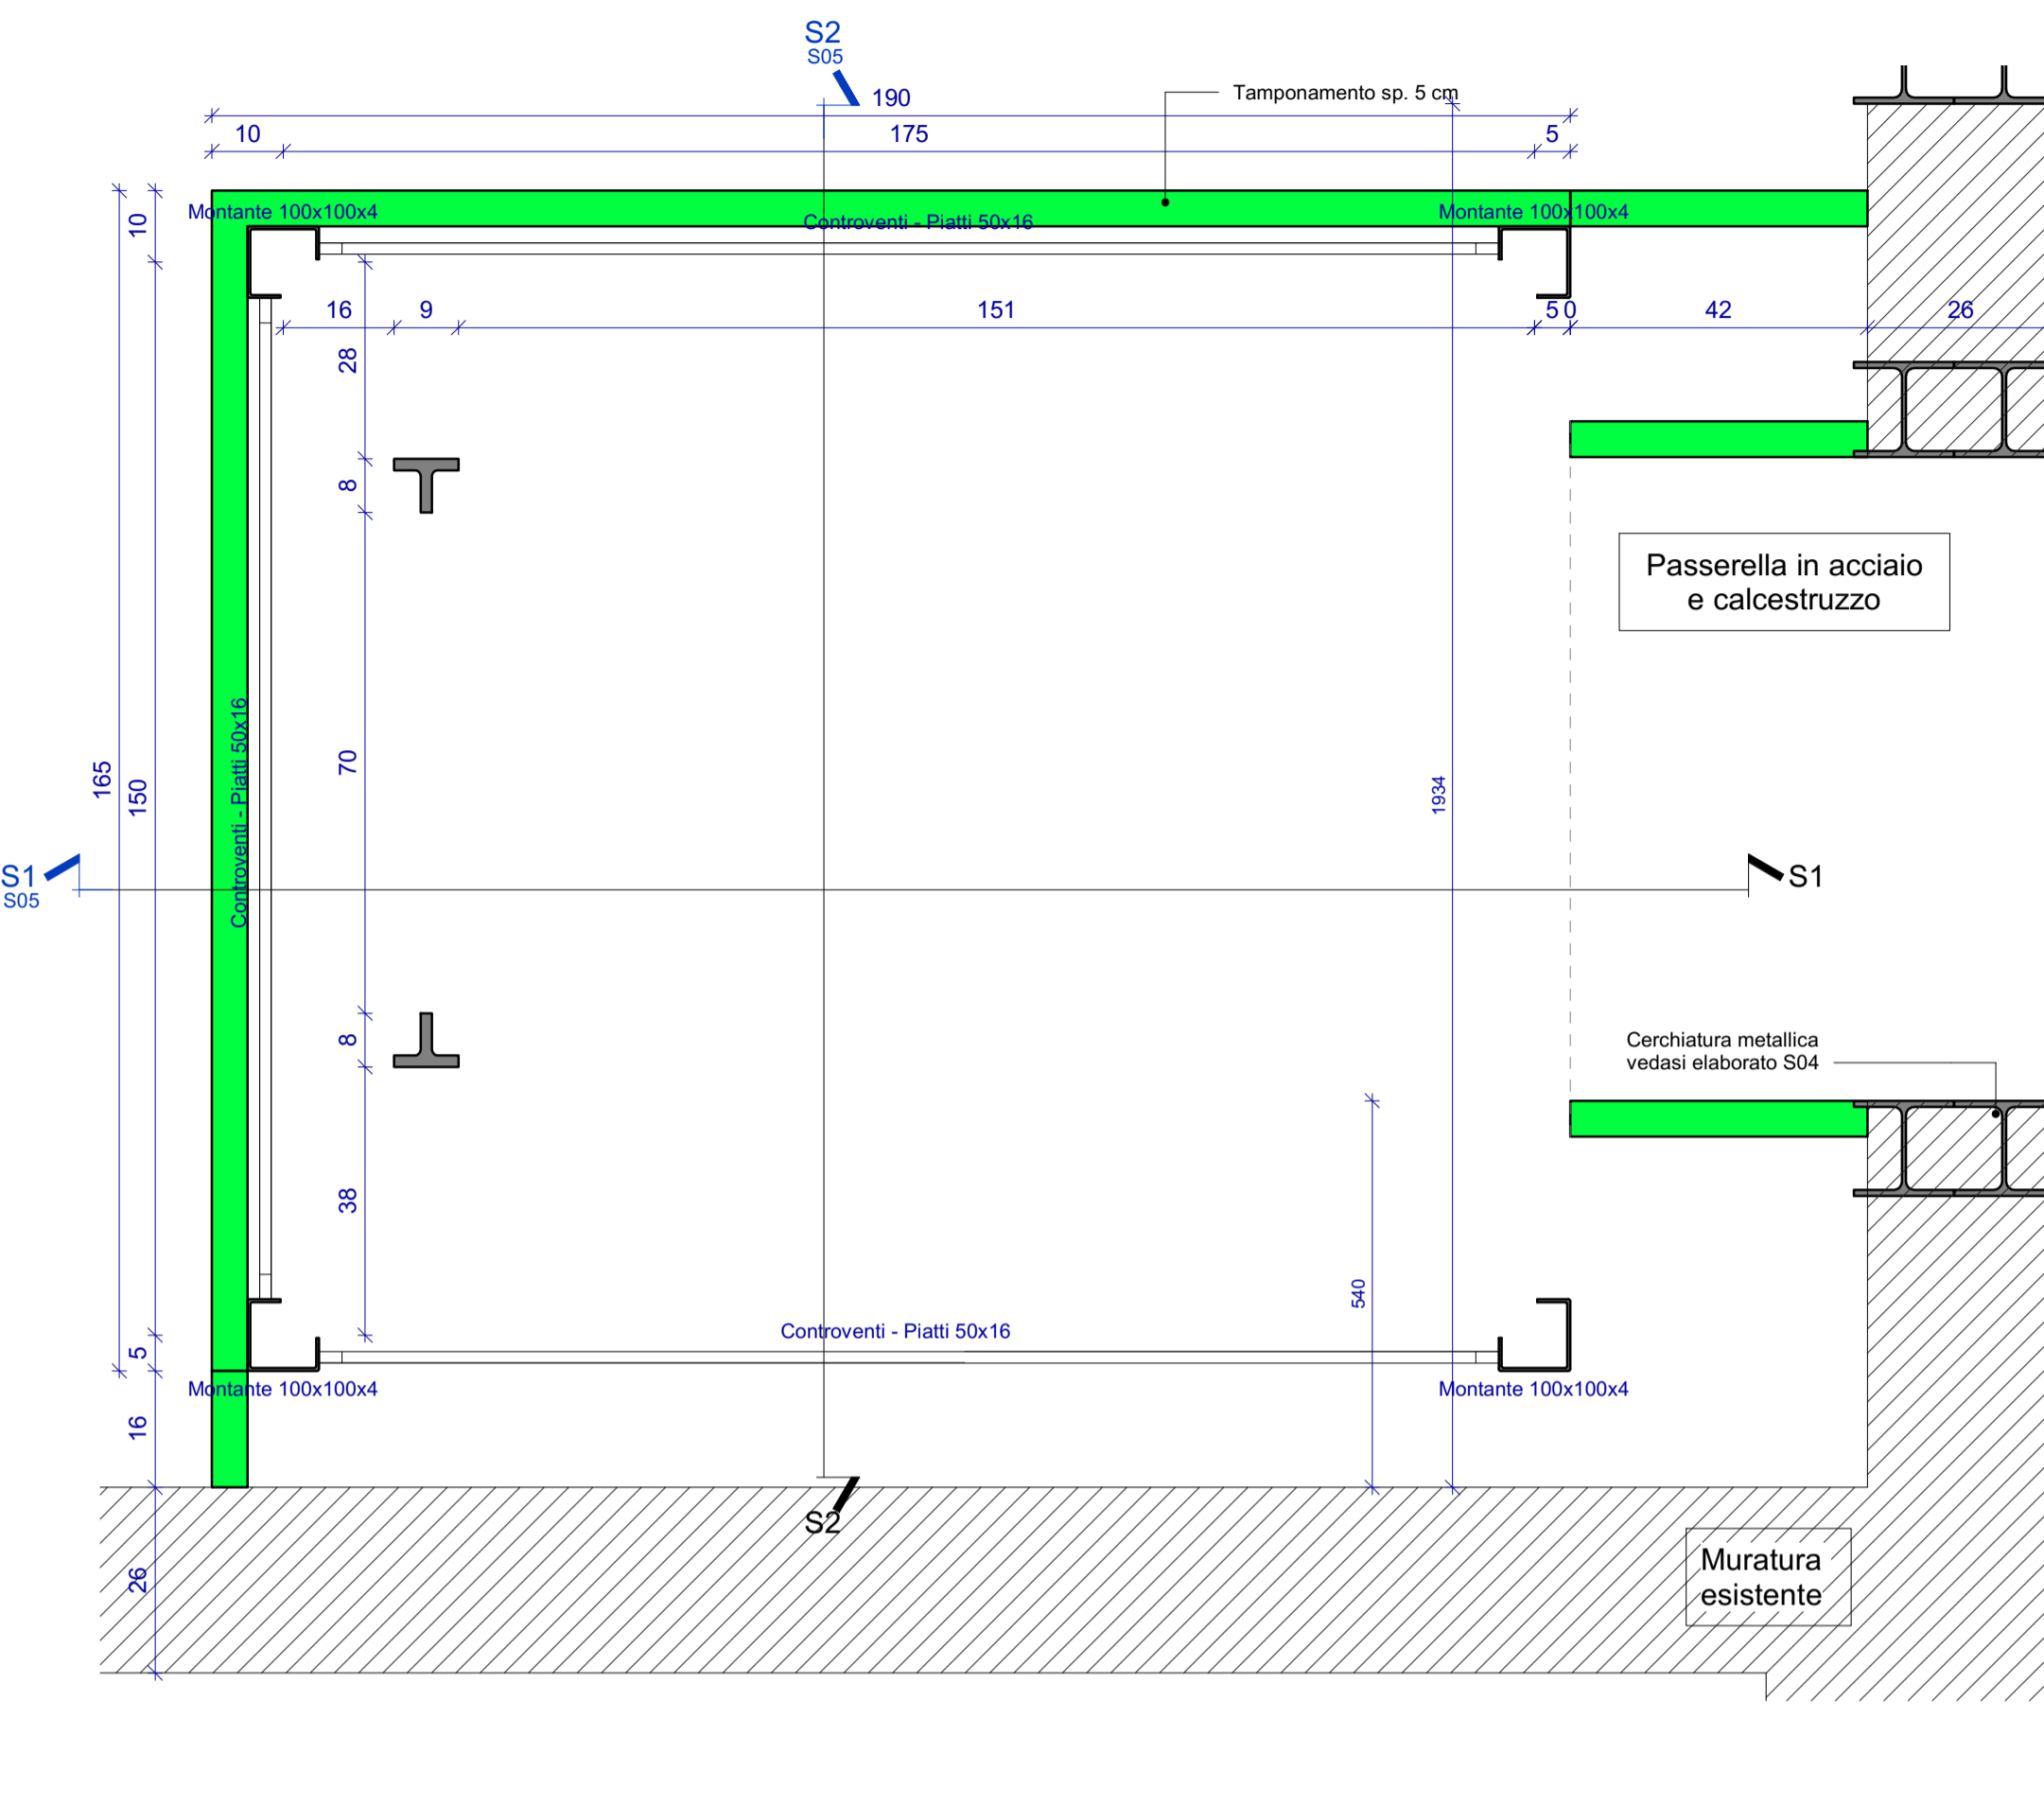 S2
S05
190
Tamponamento sp. 5 cm
10
175
5
Montante 100x100x4
Controventi - Piatti 50x16
Montante 100x100x4
10
16
9
151
5
0
42
26
28
8
Passerella in acciaio
e calcestruzzo
70
165
150
Controventi - Piatti 50x16
1934
S1
S05
S1
8
Cerchiatura metallica
vedasi elaborato S04
38
540
Controventi - Piatti 50x16
5
Montante 100x100x4
Montante 100x100x4
16
S2
26
Muratura
esistente